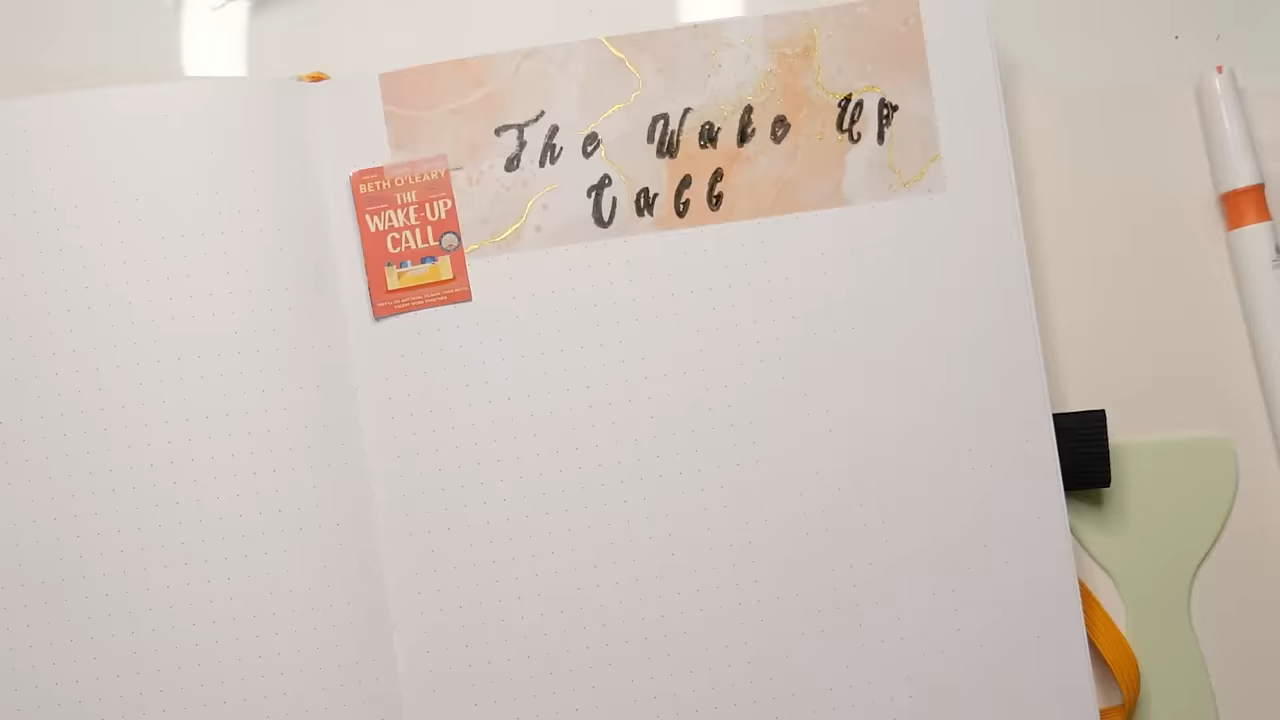 The Wake Up
Call
BETH O'LEARY
THE
WAKE-UP
CALL